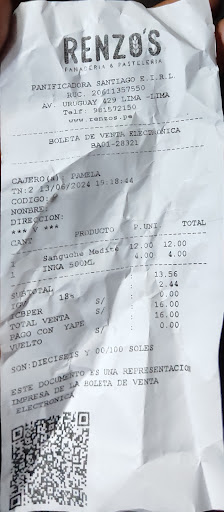 RENZO'S
PANADERIA & PASTELERIA
PANIFICADORA SANTIAGO E.I.R.L
RUC. 20611357550
AV. URUGUAY 429 LIMA -LIMA
Telf: 981572150
www.renzos.pe
BOLETA DE VENTA ELECTRONICA
BA01-28321
CAJERO(a): PAMELA
TN:2 13/06/2024 15:18:44
CODIGO:
NOMBRE
DIRECCION:
*** Y ***
CANT PRODUCTO P.UNI. TOTAL
1 Sanguche Medite 12.00 12.00
1 INKA 500ML 4.00 4.00
SUBTOTAL : 13.56
IGV 18% S/ : 2.44
ICBPER S/ : 0.00
TOTAL VENTA S/ : 16.00
PAGO CON YAPE S/ : 16.00
VUELTO S/ : 0.00
SON:DIECISEIS Y 00/100 SOLES
ESTE DOCUMENTO ES UNA REPRESENTACION
IMPRESA DE LA BOLETA DE VENTA
ELECTRONICA